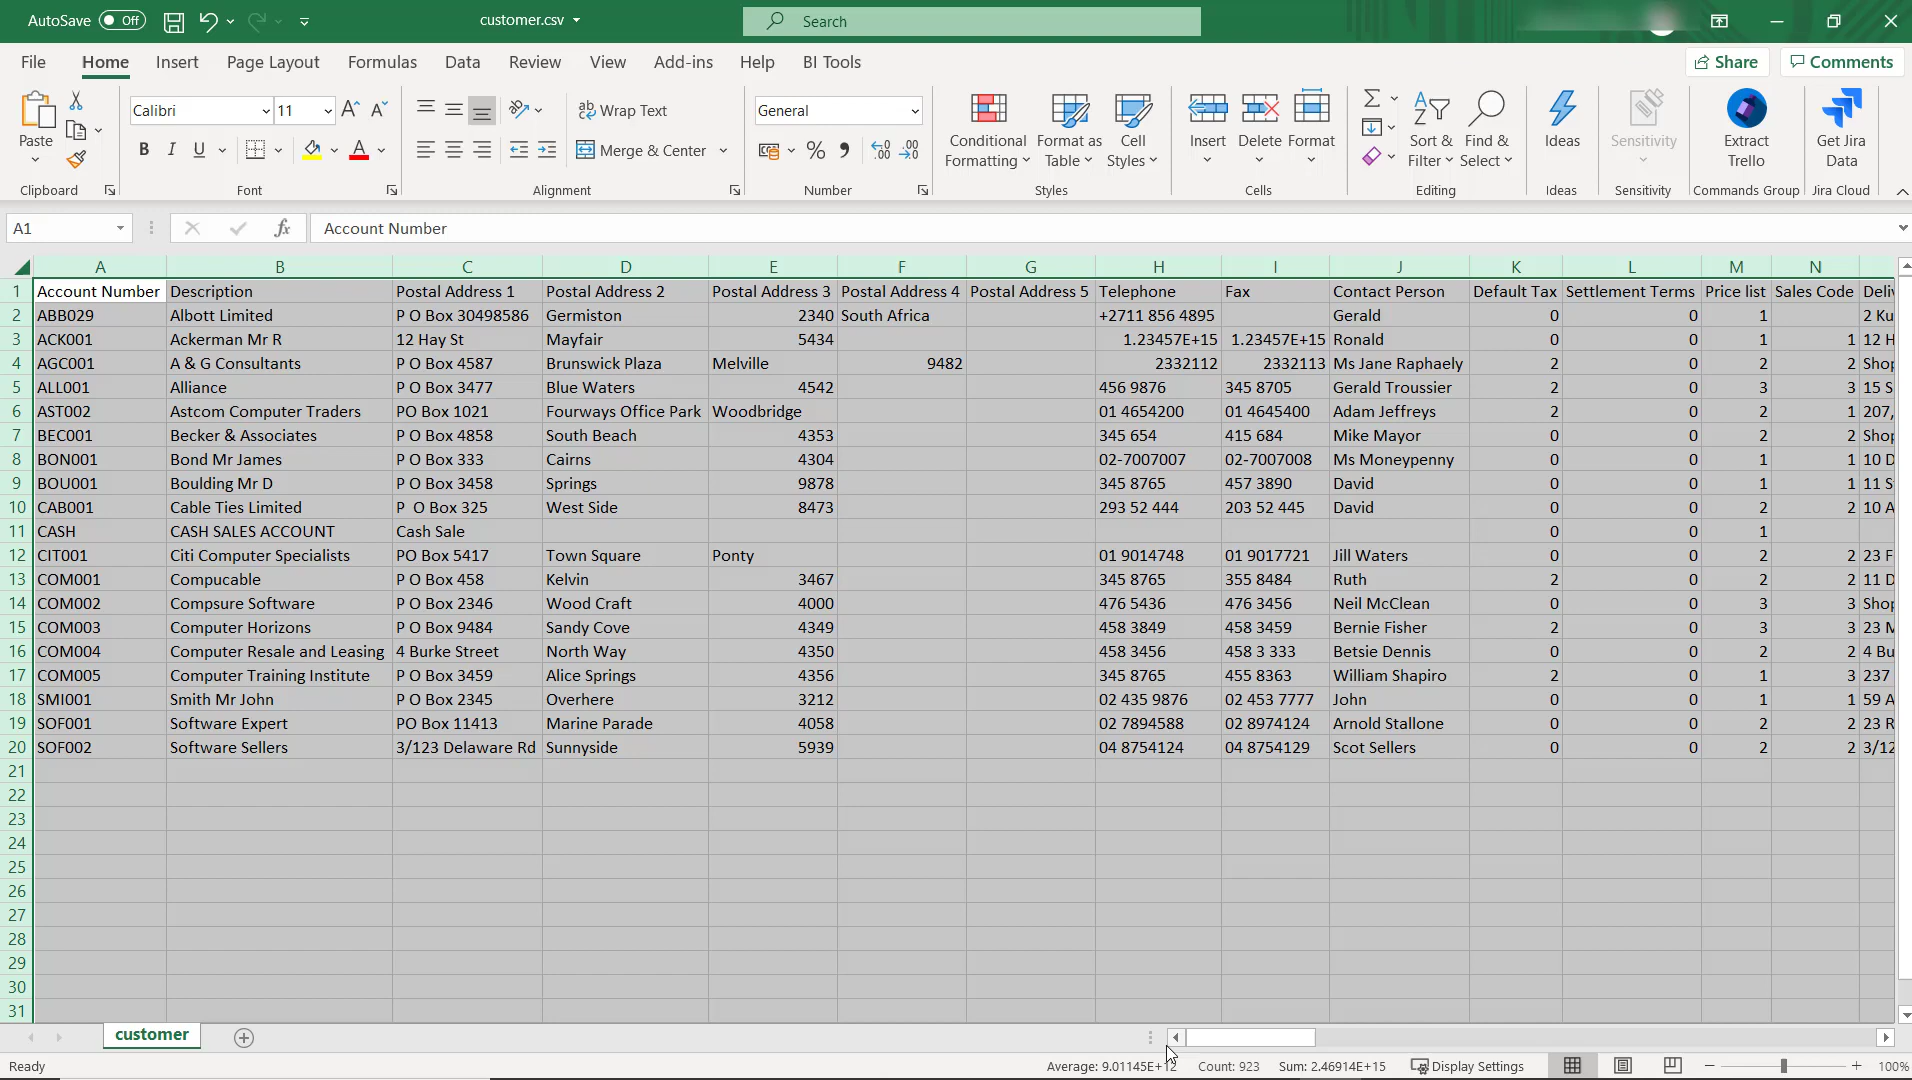 AutoSave Off customer.csv Search
File Home Insert Page Layout Formulas Data Review View Add-ins Help BI Tools Share Comments
Paste Calibri 11 ab Wrap Text General Conditional Formatting Format as Table Cell Styles Insert Delete Format Sort & Filter Find & Select Ideas Sensitivity Extract Trello Get Jira Data
B I U A Merge & Center % ,
Clipboard Font Alignment Number Styles Cells Editing Ideas Sensitivity Commands Group Jira Cloud
A1 fx Account Number
A B C D E F G H I J K L M N
1 Account Number Description Postal Address 1 Postal Address 2 Postal Address 3 Postal Address 4 Postal Address 5 Telephone Fax Contact Person Default Tax Settlement Terms Price list Sales Code Deliv
2 ABB029 Albott Limited P O Box 30498586 Germiston 2340 South Africa +2711 856 4895 Gerald 0 0 1 2 Ku
3 ACK001 Ackerman Mr R 12 Hay St Mayfair 5434 1.23457E+15 1.23457E+15 Ronald 0 0 1 1 12 H
4 AGC001 A & G Consultants P O Box 4587 Brunswick Plaza Melville 9482 2332112 2332113 Ms Jane Raphaely 2 0 2 2 Shop
5 ALL001 Alliance P O Box 3477 Blue Waters 4542 456 9876 345 8705 Gerald Troussier 2 0 3 3 15 S
6 AST002 Astcom Computer Traders PO Box 1021 Fourways Office Park Woodbridge 01 4654200 01 4645400 Adam Jeffreys 2 0 2 1 207,
7 BEC001 Becker & Associates P O Box 4858 South Beach 4353 345 654 415 684 Mike Mayor 0 0 2 2 Shop
8 BON001 Bond Mr James P O Box 333 Cairns 4304 02-7007007 02-7007008 Ms Moneypenny 0 0 1 1 10 D
9 BOU001 Boulding Mr D P O Box 3458 Springs 9878 345 8765 457 3890 David 0 0 1 1 11 S
10 CAB001 Cable Ties Limited P O Box 325 West Side 8473 293 52 444 203 52 445 David 0 0 2 2 10 A
11 CASH CASH SALES ACCOUNT Cash Sale 0 0 1
12 CIT001 Citi Computer Specialists PO Box 5417 Town Square Ponty 01 9014748 01 9017721 Jill Waters 0 0 2 2 23 F
13 COM001 Compucable P O Box 458 Kelvin 3467 345 8765 355 8484 Ruth 2 0 2 2 11 D
14 COM002 Compsure Software P O Box 2346 Wood Craft 4000 476 5436 476 3456 Neil McClean 0 0 3 3 Shop
15 COM003 Computer Horizons P O Box 9484 Sandy Cove 4349 458 3849 458 3459 Bernie Fisher 2 0 3 3 23 M
16 COM004 Computer Resale and Leasing 4 Burke Street North Way 4350 458 3456 458 3 333 Betsie Dennis 0 0 2 2 4 Bu
17 COM005 Computer Training Institute P O Box 3459 Alice Springs 4356 345 8765 455 8363 William Shapiro 2 0 1 3 237
18 SMI001 Smith Mr John P O Box 2345 Overhere 3212 02 435 9876 02 453 7777 John 0 0 1 1 59 A
19 SOF001 Software Expert PO Box 11413 Marine Parade 4058 02 7894588 02 8974124 Arnold Stallone 0 0 2 2 23 R
20 SOF002 Software Sellers 3/123 Delaware Rd Sunnyside 5939 04 8754124 04 8754129 Scot Sellers 0 0 2 2 3/12
21
22
23
24
25
26
27
28
29
30
31
customer
Ready Average: 9.01145E+12 Count: 923 Sum: 2.46914E+15 Display Settings 100%